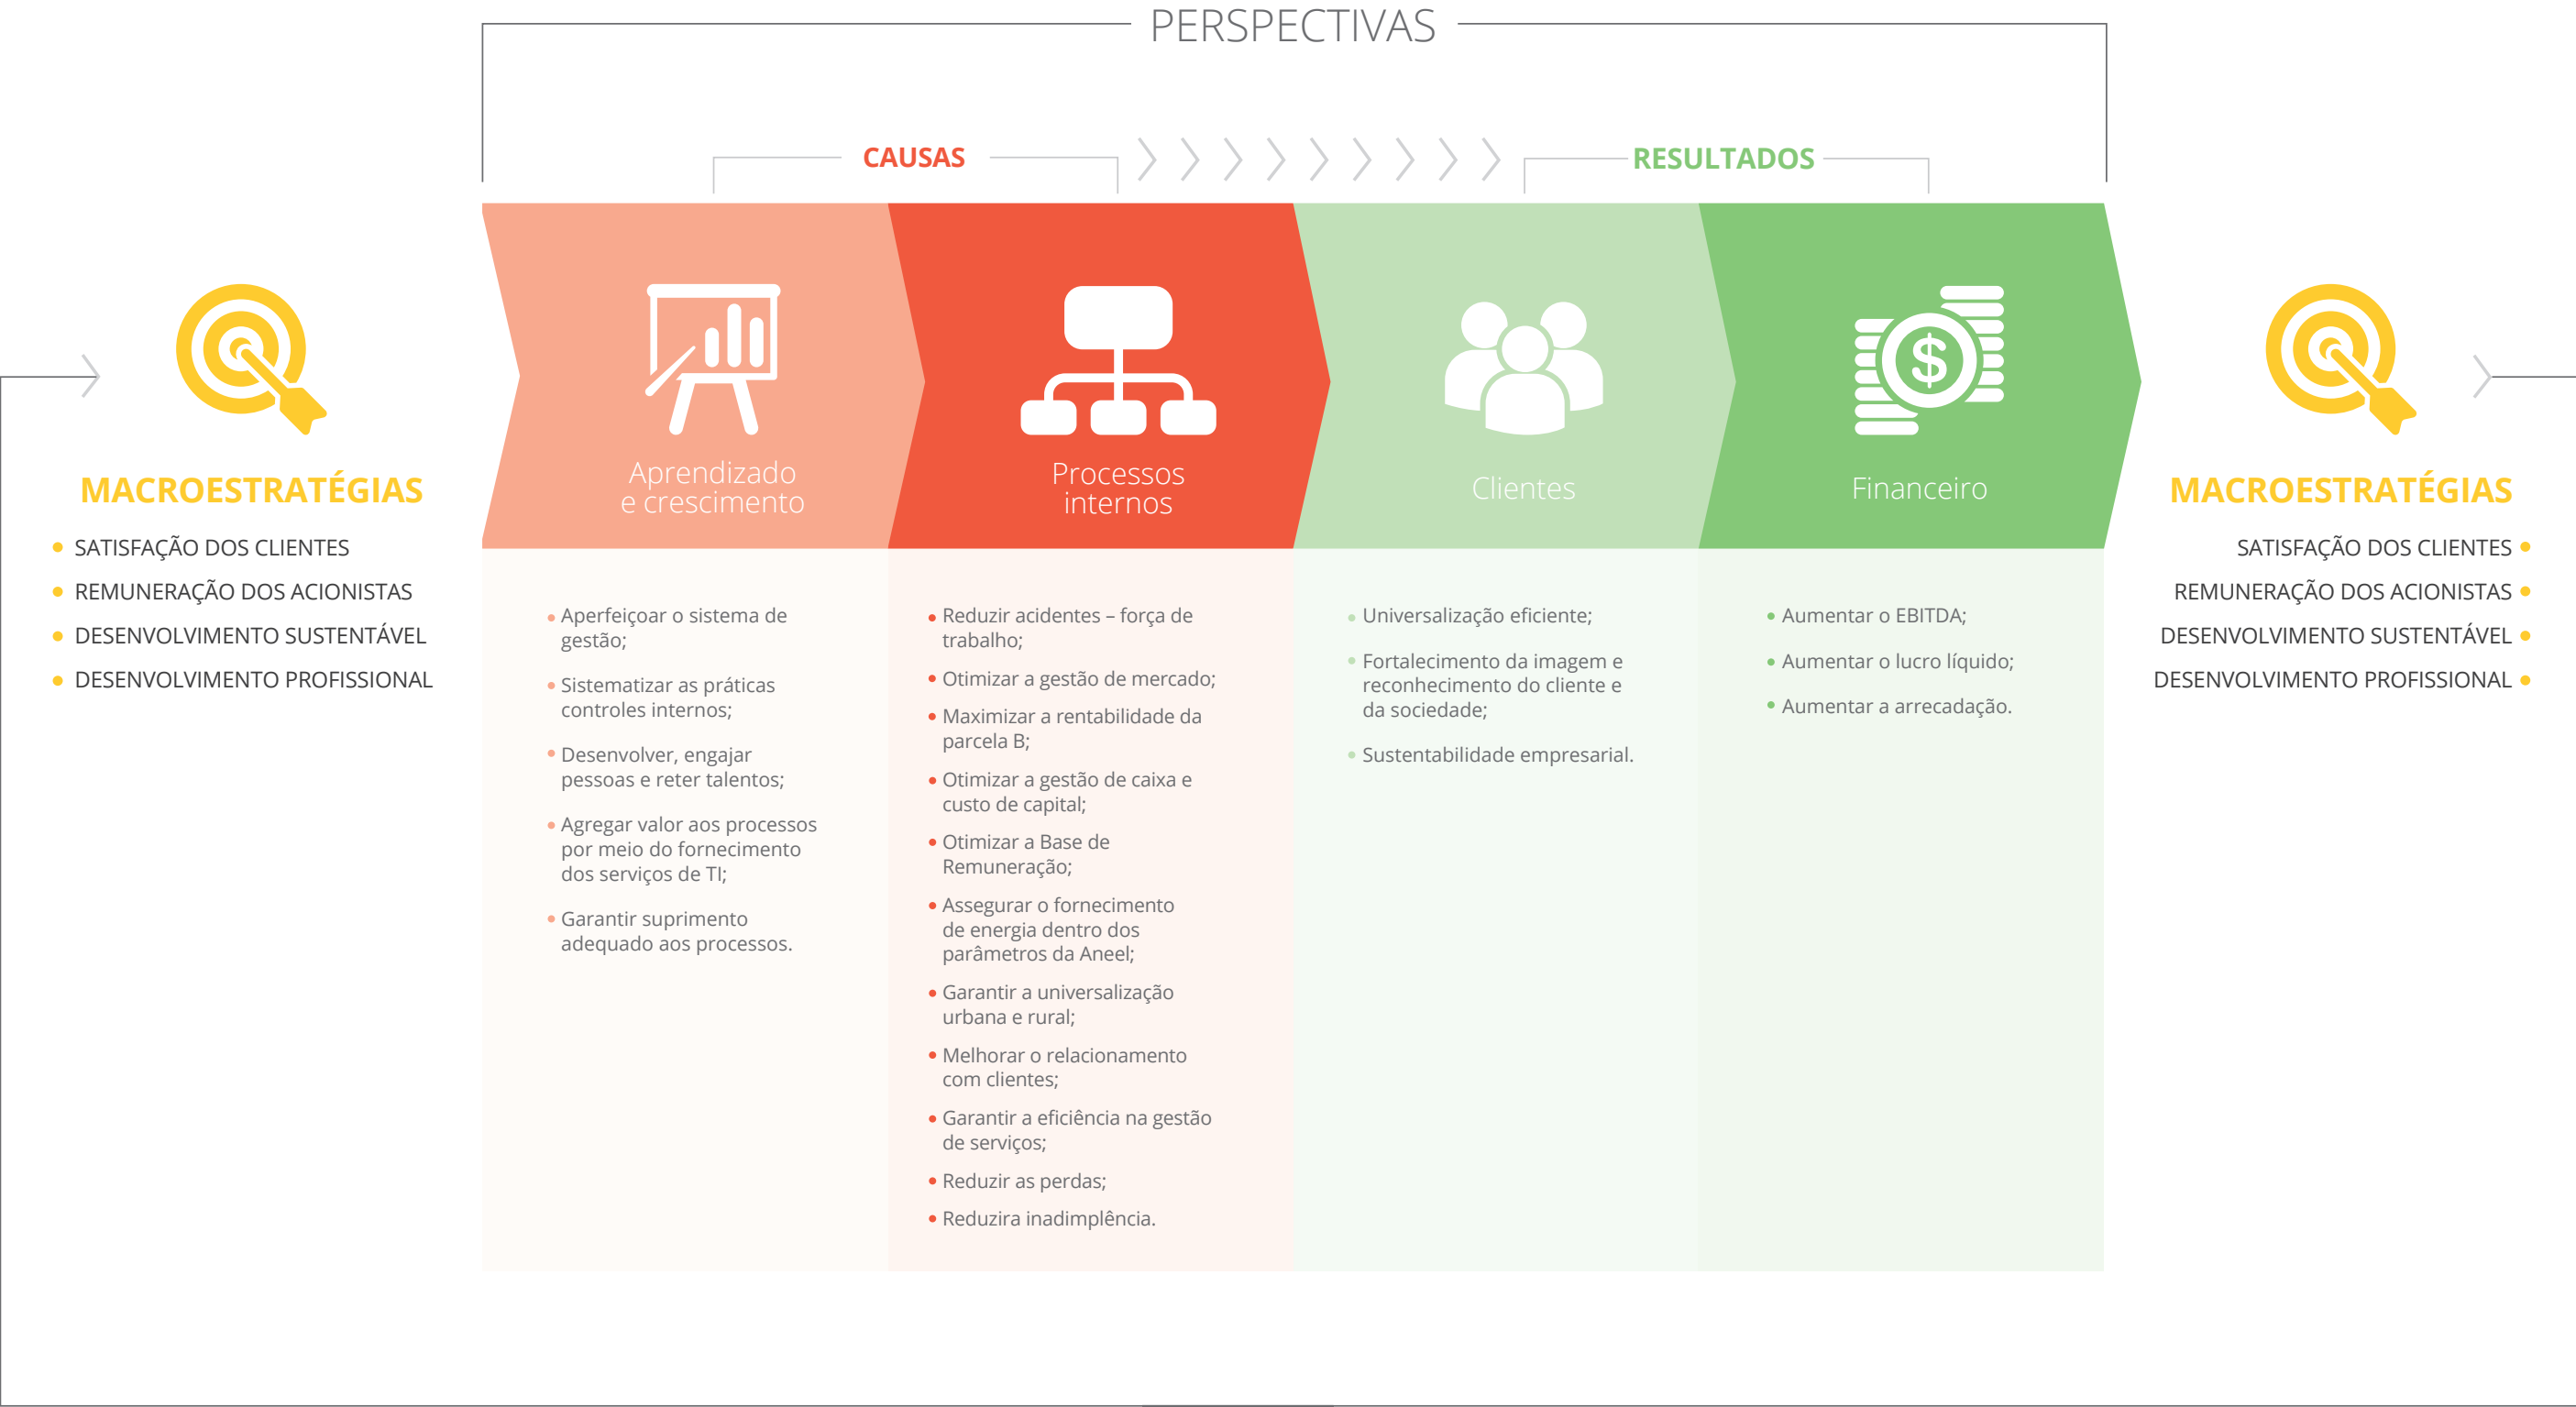 PERSPECTIVAS
CAUSAS
RESULTADOS
MACROESTRATÉGIAS
SATISFAÇÃO DOS CLIENTES
REMUNERAÇÃO DOS ACIONISTAS
DESENVOLVIMENTO SUSTENTÁVEL
DESENVOLVIMENTO PROFISSIONAL
Aprendizado
e crescimento
Aperfeiçoar o sistema de
gestão;
Sistematizar as práticas
controles internos;
Desenvolver, engajar
pessoas e reter talentos;
Agregar valor aos processos
por meio do fornecimento
dos serviços de TI;
Garantir suprimento
adequado aos processos.
Processos
internos
Reduzir acidentes – força de
trabalho;
Otimizar a gestão de mercado;
Maximizar a rentabilidade da
parcela B;
Otimizar a gestão de caixa e
custo de capital;
Otimizar a Base de
Remuneração;
Assegurar o fornecimento
de energia dentro dos
parâmetros da Aneel;
Garantir a universalização
urbana e rural;
Melhorar o relacionamento
com clientes;
Garantir a eficiência na gestão
de serviços;
Reduzir as perdas;
Reduzira inadimplência.
Clientes
Universalização eficiente;
Fortalecimento da imagem e
reconhecimento do cliente e
da sociedade;
Sustentabilidade empresarial.
$
Financeiro
Aumentar o EBITDA;
Aumentar o lucro líquido;
Aumentar a arrecadação.
MACROESTRATÉGIAS
SATISFAÇÃO DOS CLIENTES
REMUNERAÇÃO DOS ACIONISTAS
DESENVOLVIMENTO SUSTENTÁVEL
DESENVOLVIMENTO PROFISSIONAL